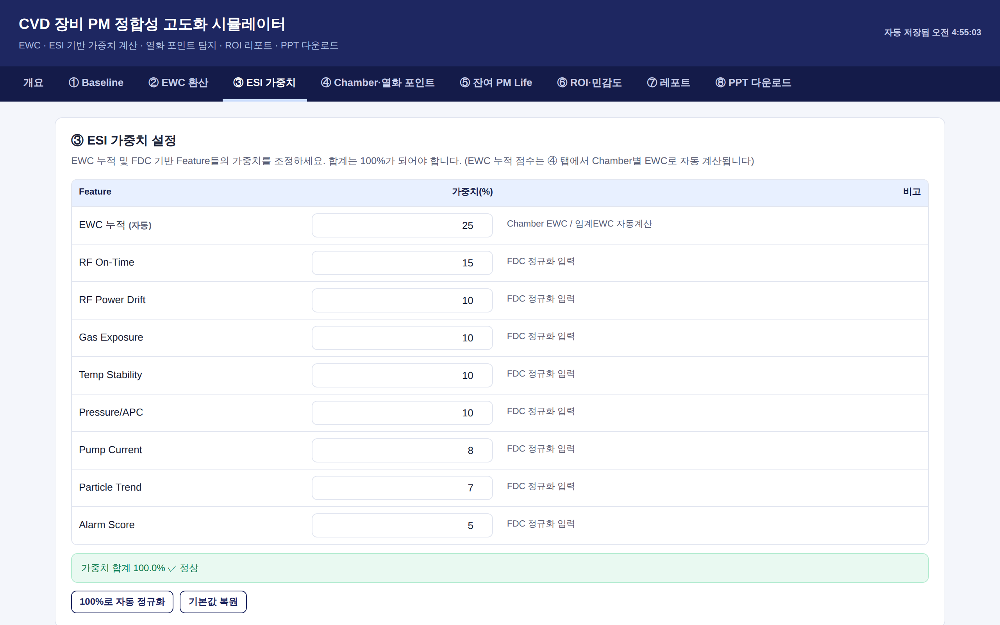 CVD 장비 PM 정합성 고도화 시뮬레이터
EWC · ESI 기반 가중치 계산 · 열화 포인트 탐지 · ROI 리포트 · PPT 다운로드
자동 저장됨 오전 4:55:03
개요 ① Baseline ② EWC 환산 ③ ESI 가중치 ④ Chamber·열화 포인트 ⑤ 잔여 PM Life ⑥ ROI·민감도 ⑦ 레포트 ⑧ PPT 다운로드
③ ESI 가중치 설정
EWC 누적 및 FDC 기반 Feature들의 가중치를 조정하세요. 합계는 100%가 되어야 합니다. (EWC 누적 점수는 ④ 탭에서 Chamber별 EWC로 자동 계산됩니다)
Feature 가중치(%) 비고
EWC 누적 (자동) 25 Chamber EWC / 임계EWC 자동계산
RF On-Time 15 FDC 정규화 입력
RF Power Drift 10 FDC 정규화 입력
Gas Exposure 10 FDC 정규화 입력
Temp Stability 10 FDC 정규화 입력
Pressure/APC 10 FDC 정규화 입력
Pump Current 8 FDC 정규화 입력
Particle Trend 7 FDC 정규화 입력
Alarm Score 5 FDC 정규화 입력
가중치 합계 100.0% ✓ 정상
100%로 자동 정규화 기본값 복원